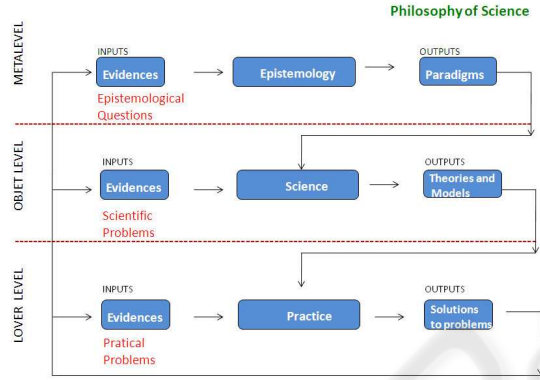 Philosophy of Science
METALEVEL
INPUTS
OUTPUTS
Evidences
Epistemology
Paradigms
Epistemological
Questions
OBJET LEVEL
INPUTS
OUTPUTS
Evidences
Science
Theories and
Models
Scientific
Problems
LOVER LEVEL
INPUTS
OUTPUTS
Evidences
Practice
Solutions
to problems
Pratical
Problems